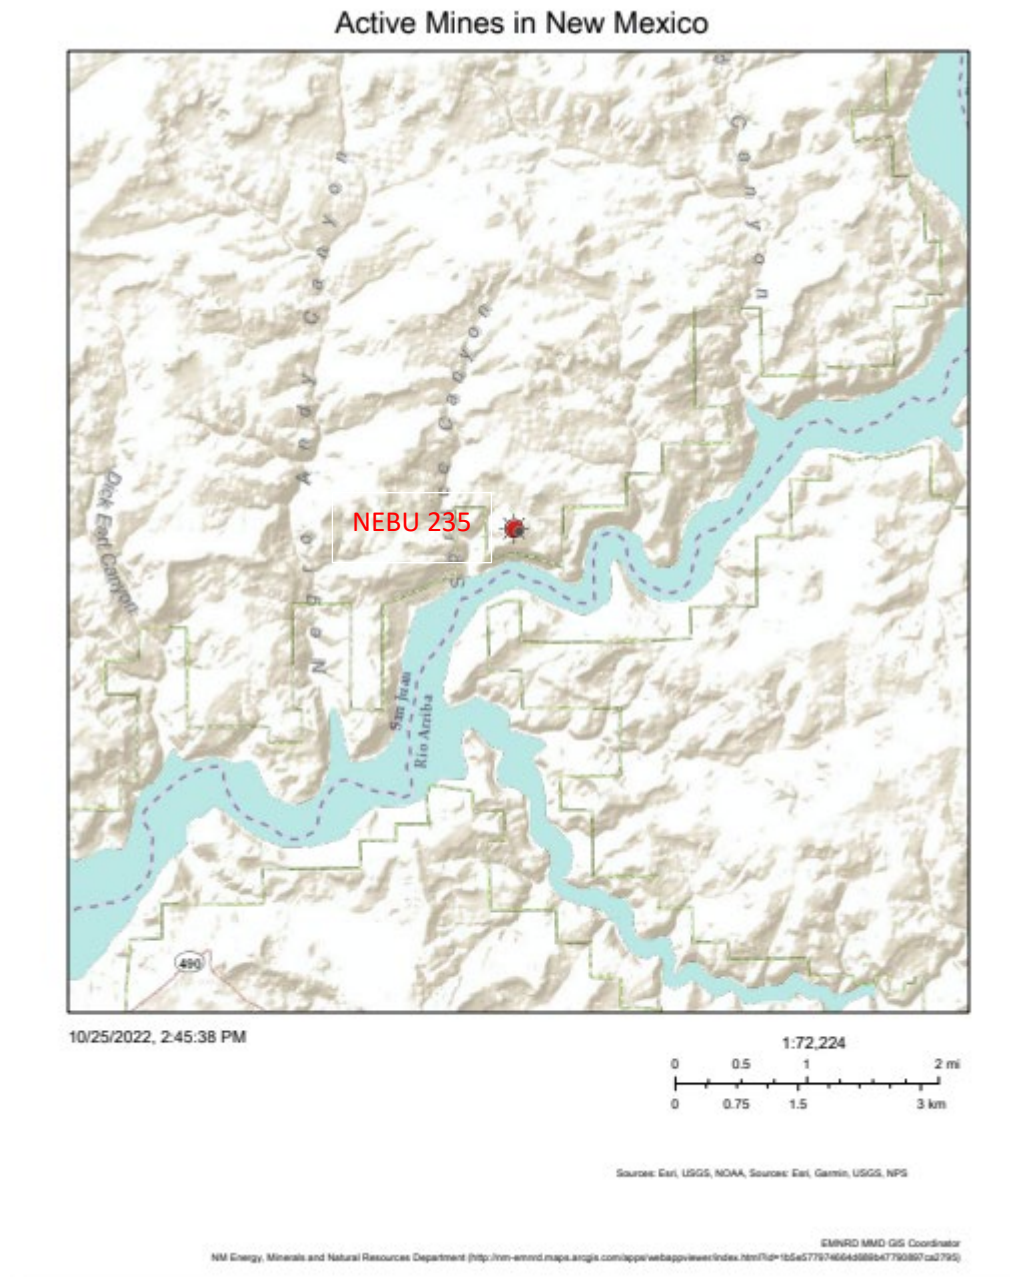 Active Mines in New Mexico
Canyon
Negro Andy Canyon
Canyon
Dick Earl Canyon
NEBU 235
San Juan
Rio Arriba
490
10/25/2022, 2:45:38 PM
1:72,224
0 0.5 1 2 mi
0 0.75 1.5 3 km
Sources: Esri, USGS, NOAA, Sources: Esri, Garmin, USGS, NPS
EMNRD MMD GIS Coordinator
NM Energy, Minerals and Natural Resources Department